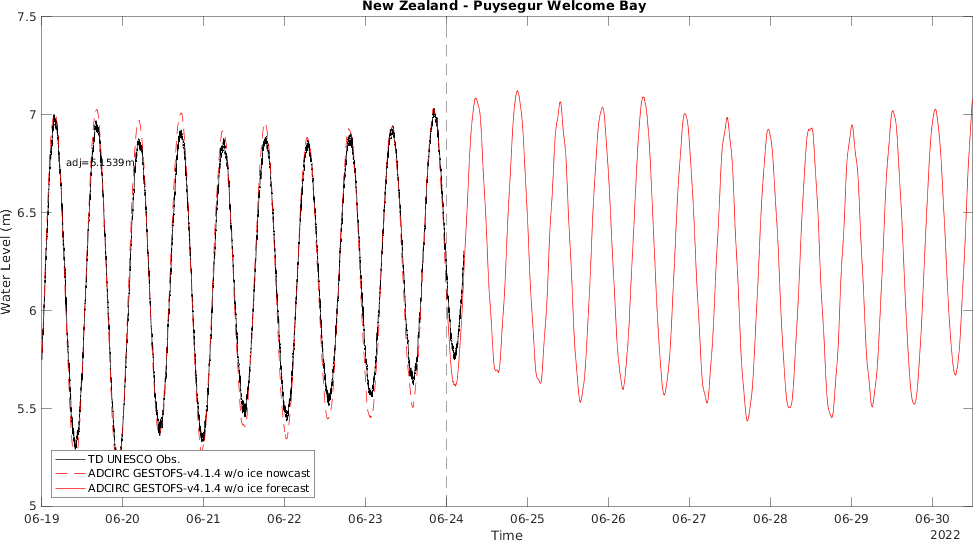 New Zealand - Puysegur Welcome Bay
7.5
7
6.5
6
5.5
5
Water Level (m)
adj=6.1539m
TD UNESCO Obs.
ADCIRC GESTOFS-v4.1.4 w/o ice nowcast
ADCIRC GESTOFS-v4.1.4 w/o ice forecast
06-19 06-20 06-21 06-22 06-23 06-24 06-25 06-26 06-27 06-28 06-29 06-30
Time
2022